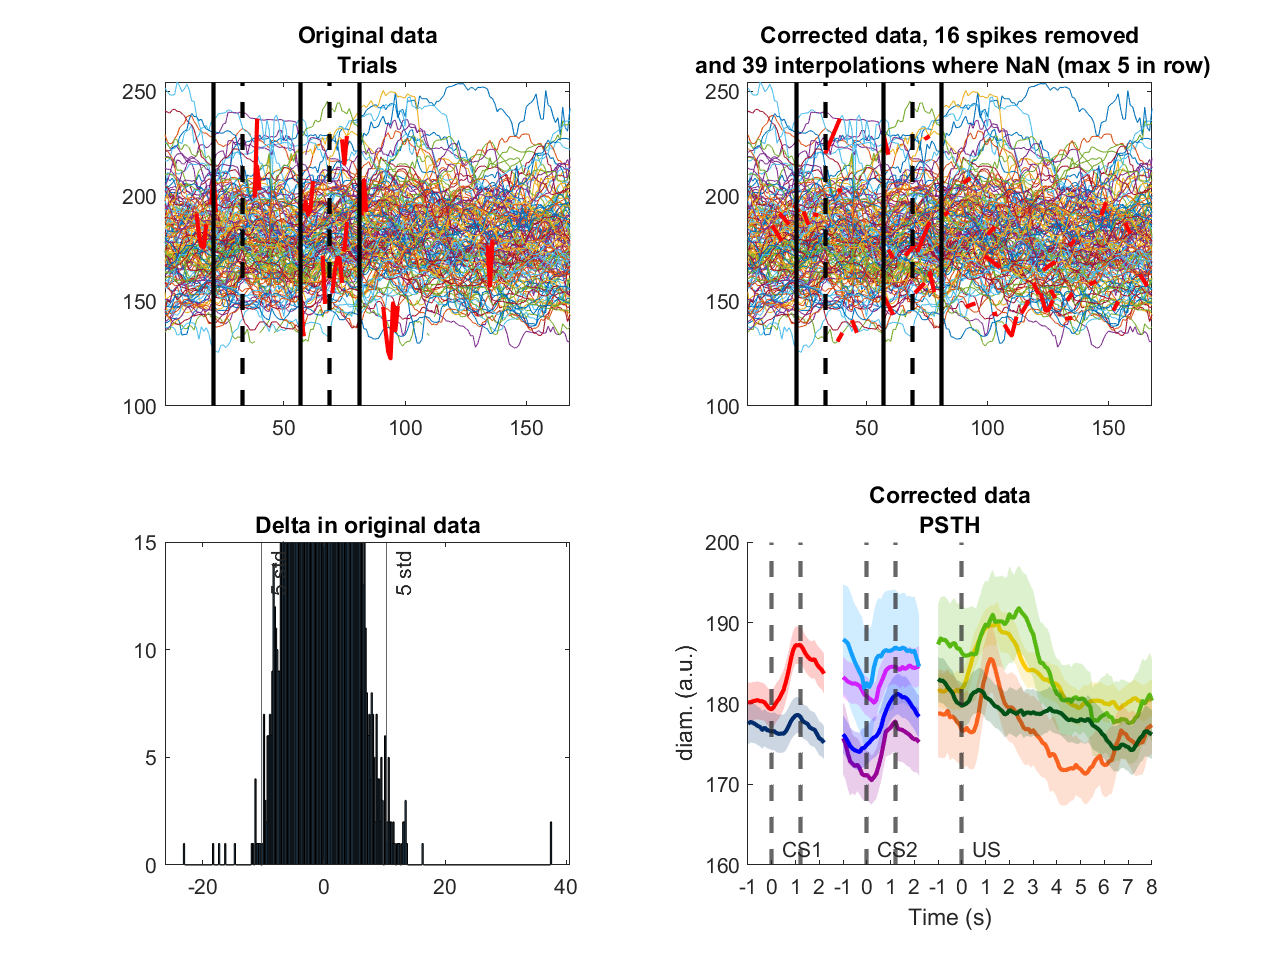 Original data
Trials
250
200
150
100
50
100
150
Corrected data, 16 spikes removed
and 39 interpolations where NaN (max 5 in row)
250
200
150
100
50
100
150
Delta in original data
15
10
5
0
-20
0
20
40
5 std
5 std
Corrected data
PSTH
200
190
180
170
160
diam. (a.u.)
CS1
CS2
US
-1 0 1 2 -1 0 1 2 -1 0 1 2 3 4 5 6 7 8
Time (s)